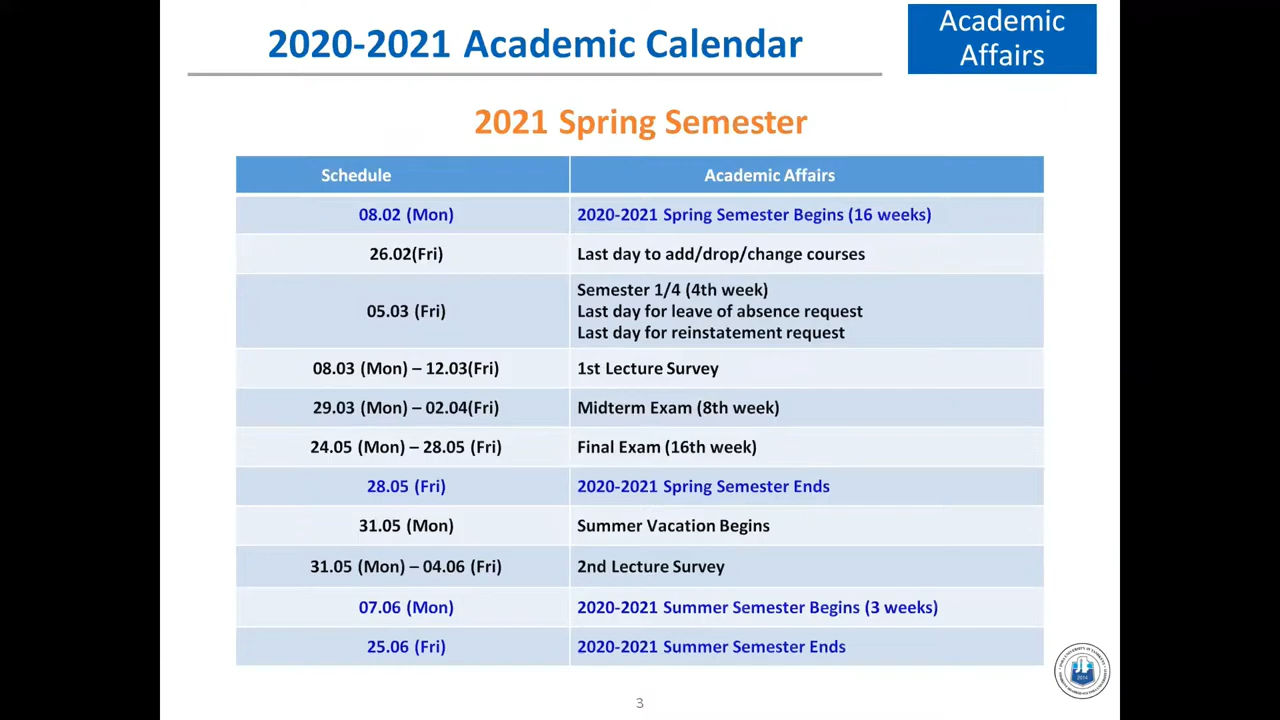 2020-2021 Academic Calendar
Academic
Affairs
2021 Spring Semester
Schedule Academic Affairs
08.02 (Mon) 2020-2021 Spring Semester Begins (16 weeks)
26.02(Fri) Last day to add/drop/change courses
05.03 (Fri) Semester 1/4 (4th week)
Last day for leave of absence request
Last day for reinstatement request
08.03 (Mon) – 12.03(Fri) 1st Lecture Survey
29.03 (Mon) – 02.04(Fri) Midterm Exam (8th week)
24.05 (Mon) – 28.05 (Fri) Final Exam (16th week)
28.05 (Fri) 2020-2021 Spring Semester Ends
31.05 (Mon) Summer Vacation Begins
31.05 (Mon) – 04.06 (Fri) 2nd Lecture Survey
07.06 (Mon) 2020-2021 Summer Semester Begins (3 weeks)
25.06 (Fri) 2020-2021 Summer Semester Ends
2014
3